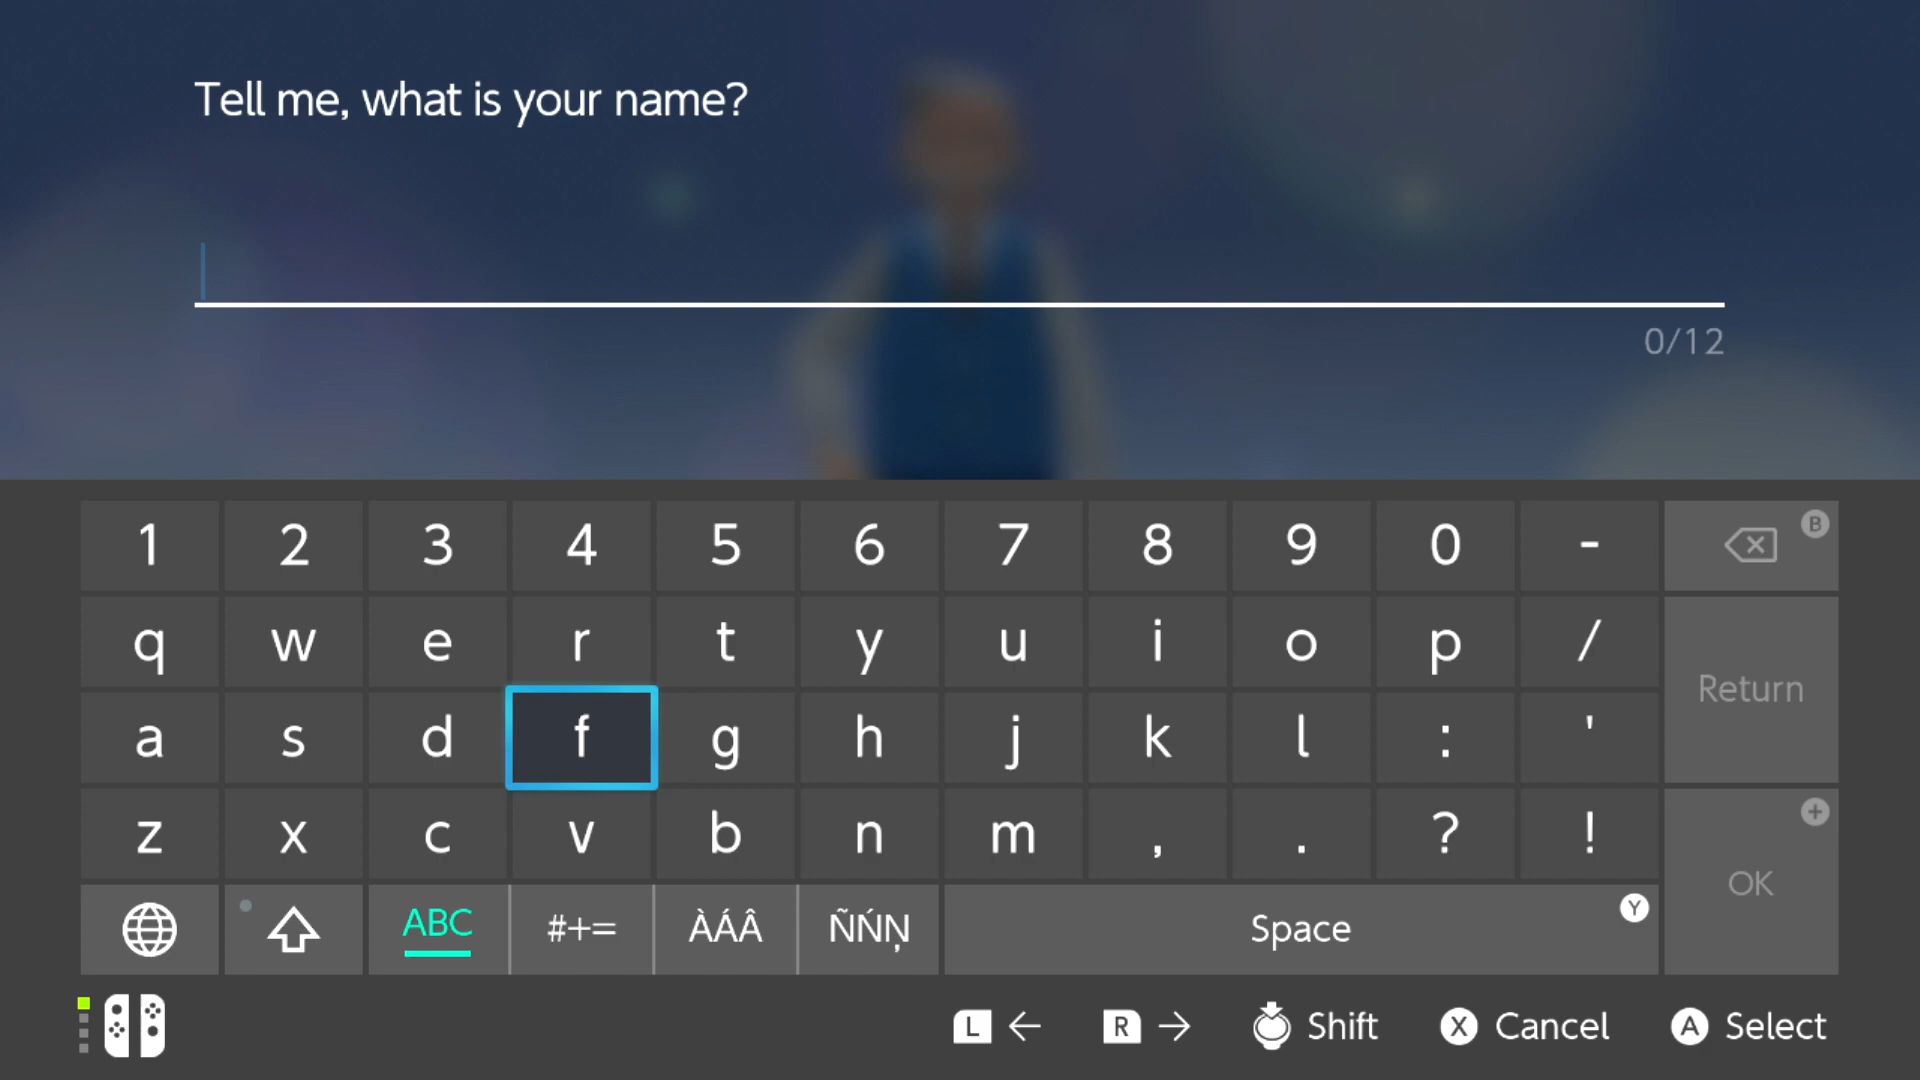 Tell me, what is your name?
0/12
1 2 3 4 5 6 7 8 9 0 - B
q w e r t y u i o p / Return
a s d f g h j k l : '
z x c v b n m , . ? ! + OK
ABC #+= ÀÁÂ ÑŃŅ Space Y
L ← R → Shift X Cancel A Select